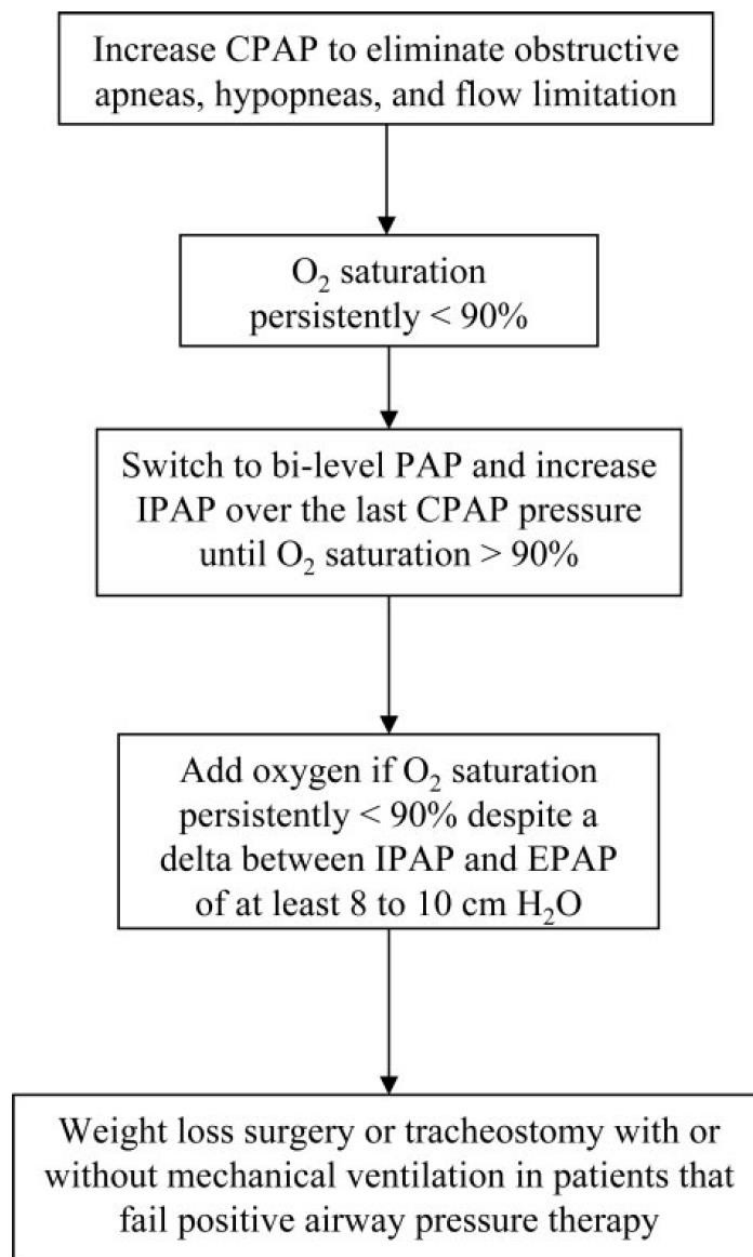 Increase CPAP to eliminate obstructive
apneas, hypopneas, and flow limitation
O₂ saturation
persistently < 90%
Switch to bi-level PAP and increase
IPAP over the last CPAP pressure
until O₂ saturation > 90%
Add oxygen if O₂ saturation
persistently < 90% despite a
delta between IPAP and EPAP
of at least 8 to 10 cm H₂O
Weight loss surgery or tracheostomy with or
without mechanical ventilation in patients that
fail positive airway pressure therapy